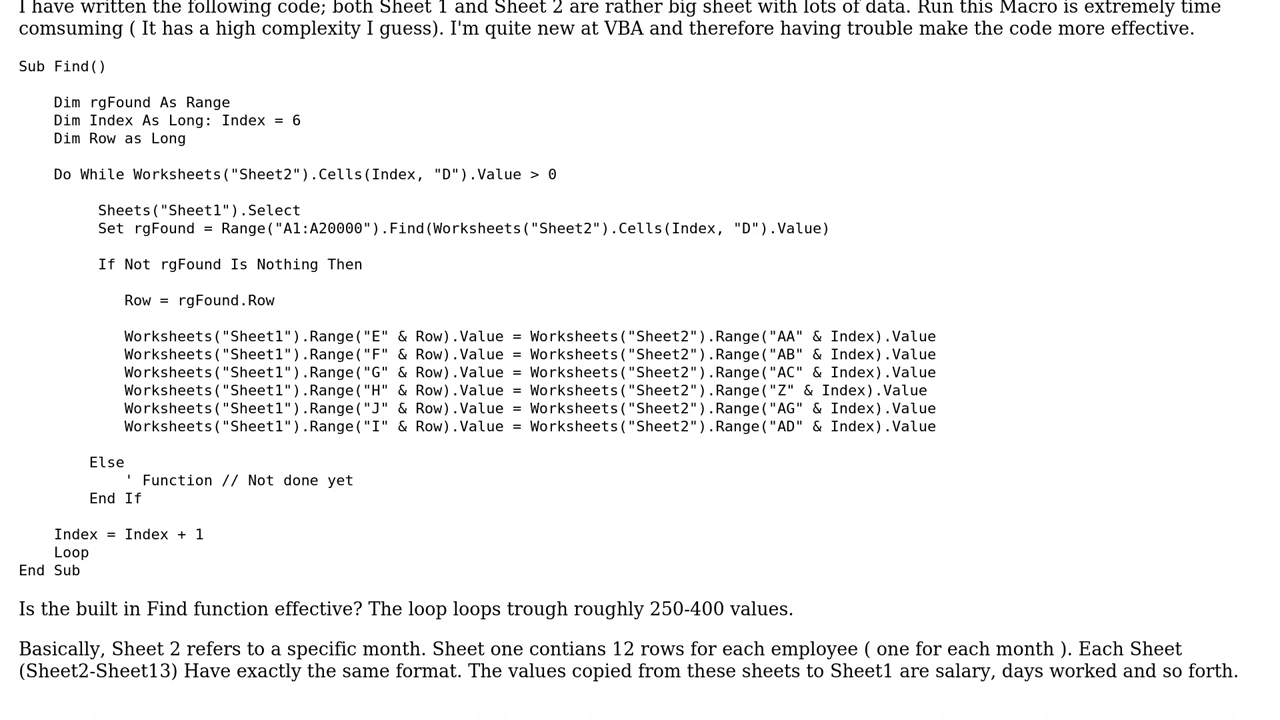 I have written the following code; both Sheet 1 and Sheet 2 are rather big sheet with lots of data. Run this Macro is extremely time
comsuming ( It has a high complexity I guess). I'm quite new at VBA and therefore having trouble make the code more effective.
Sub Find()
Dim rgFound As Range
Dim Index As Long: Index = 6
Dim Row as Long
Do While Worksheets("Sheet2").Cells(Index, "D").Value > 0
Sheets("Sheet1").Select
Set rgFound = Range("A1:A20000").Find(Worksheets("Sheet2").Cells(Index, "D").Value)
If Not rgFound Is Nothing Then
Row = rgFound.Row
Worksheets("Sheet1").Range("E" & Row).Value = Worksheets("Sheet2").Range("AA" & Index).Value
Worksheets("Sheet1").Range("F" & Row).Value = Worksheets("Sheet2").Range("AB" & Index).Value
Worksheets("Sheet1").Range("G" & Row).Value = Worksheets("Sheet2").Range("AC" & Index).Value
Worksheets("Sheet1").Range("H" & Row).Value = Worksheets("Sheet2").Range("Z" & Index).Value
Worksheets("Sheet1").Range("J" & Row).Value = Worksheets("Sheet2").Range("AG" & Index).Value
Worksheets("Sheet1").Range("I" & Row).Value = Worksheets("Sheet2").Range("AD" & Index).Value
Else
' Function // Not done yet
End If
Index = Index + 1
Loop
End Sub
Is the built in Find function effective? The loop loops trough roughly 250-400 values.
Basically, Sheet 2 refers to a specific month. Sheet one contians 12 rows for each employee ( one for each month ). Each Sheet
(Sheet2-Sheet13) Have exactly the same format. The values copied from these sheets to Sheet1 are salary, days worked and so forth.